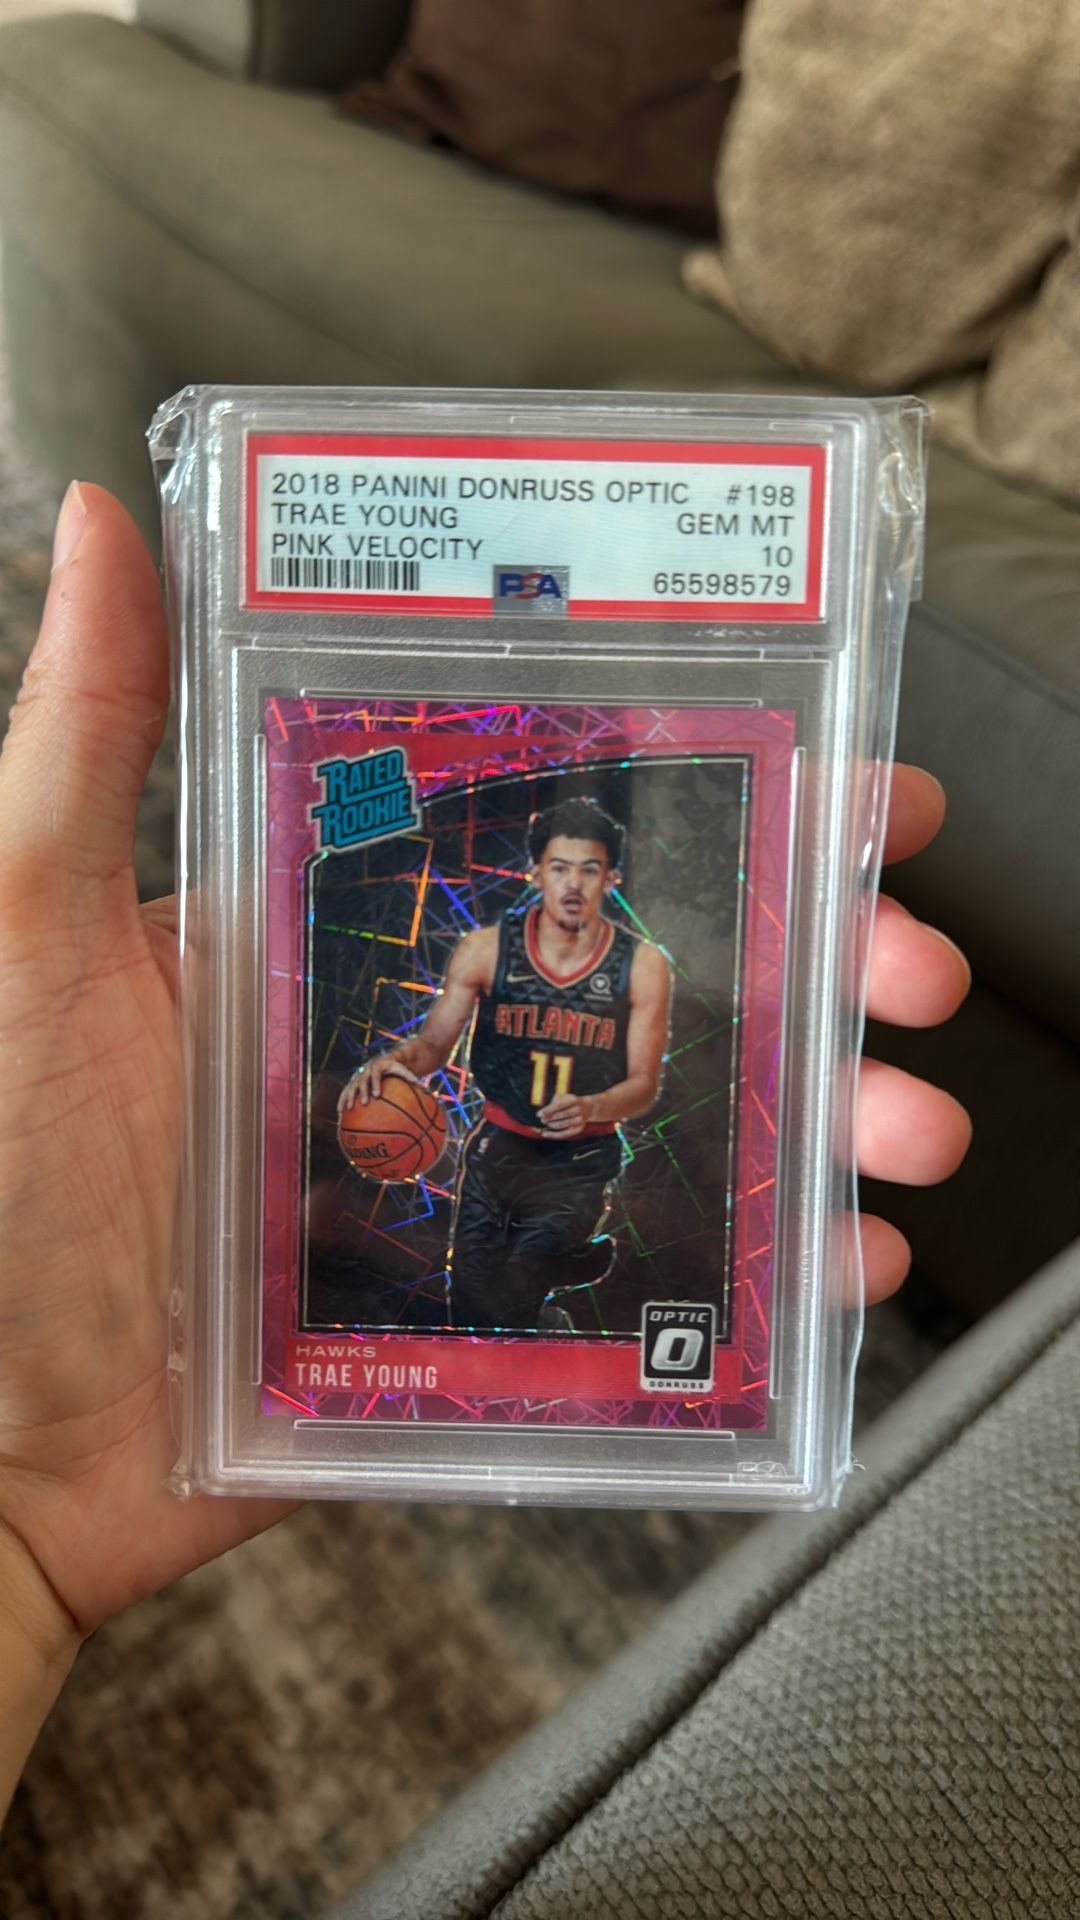 2018 PANINI DONRUSS OPTIC #198
TRAE YOUNG GEM MT
PINK VELOCITY 10
PSA 65598579
RATED
ROOKIE
ATLANTA
11
OPTIC
DONRUSS
HAWKS
TRAE YOUNG
PSA